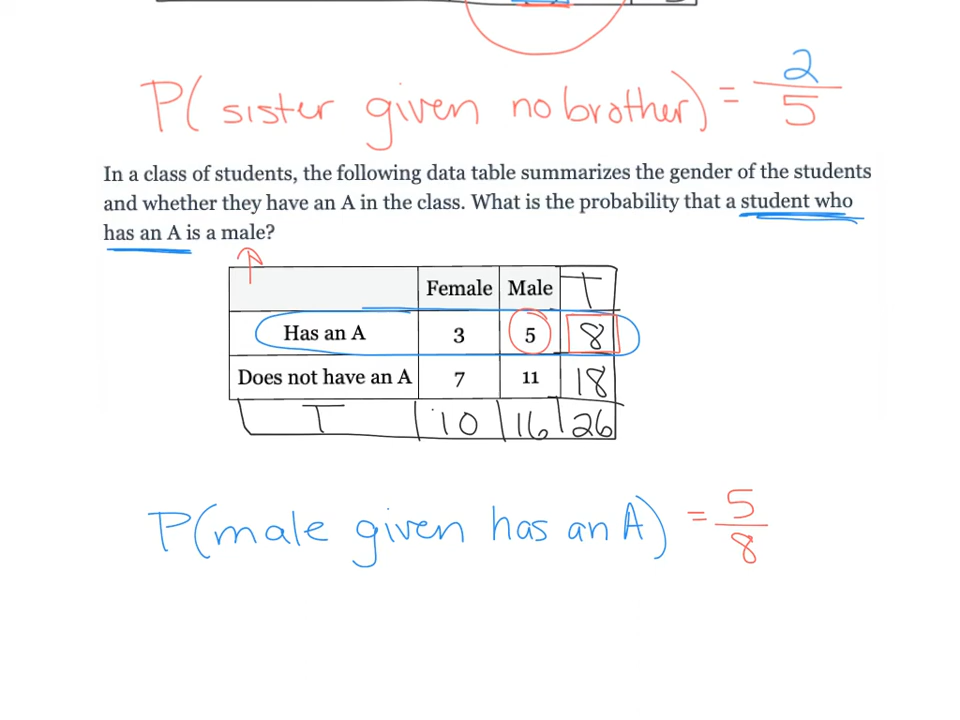 P(sister given no brother) = 2/5
In a class of students, the following data table summarizes the gender of the students
and whether they have an A in the class. What is the probability that a student who
has an A is a male?
Female Male T
Has an A 3 5 8
Does not have an A 7 11 18
T 10 16 26
P(male given has an A) = 5/8